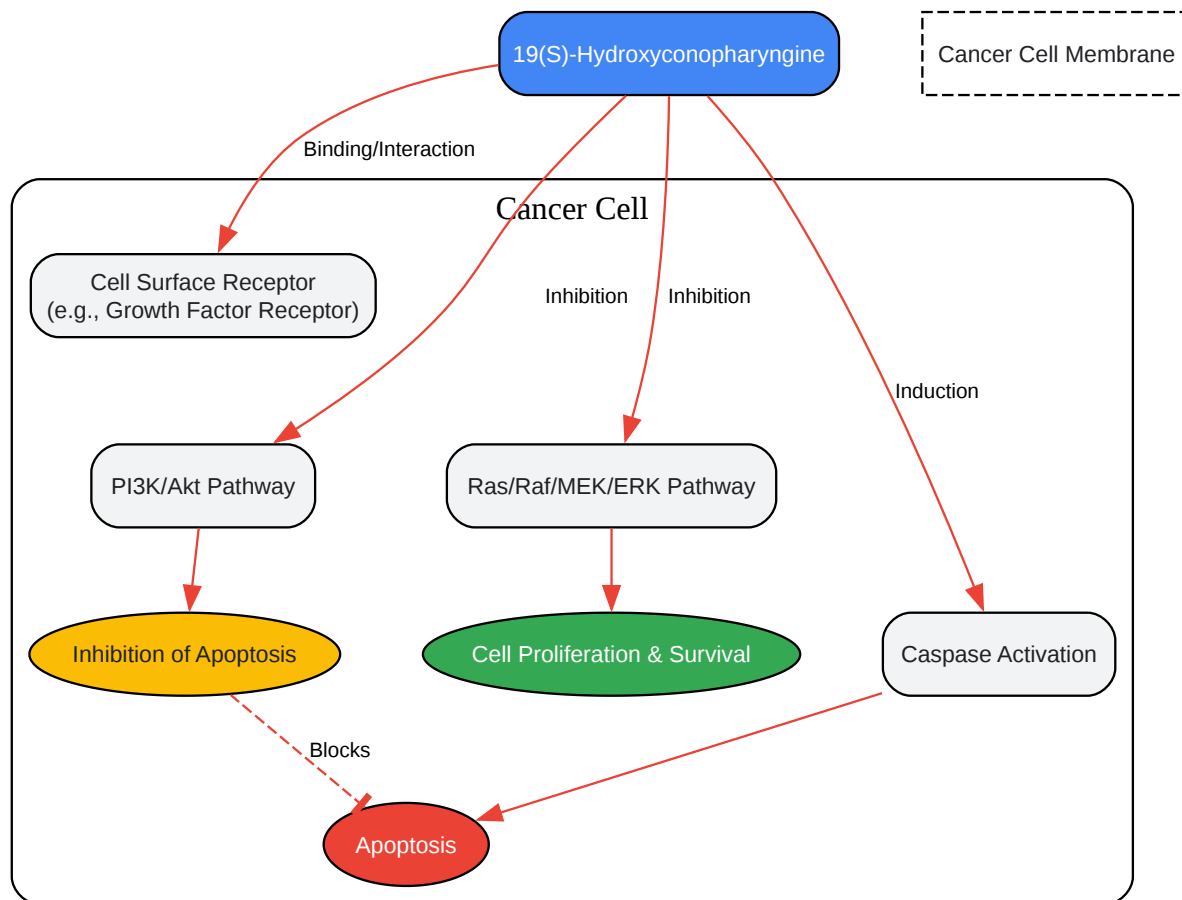 19(S)-Hydroxyconopharyngine
Cancer Cell Membrane
Binding/Interaction
Cancer Cell
Cell Surface Receptor
(e.g., Growth Factor Receptor)
Inhibition
Inhibition
Induction
PI3K/Akt Pathway
Ras/Raf/MEK/ERK Pathway
Inhibition of Apoptosis
Cell Proliferation & Survival
Caspase Activation
Blocks
Apoptosis